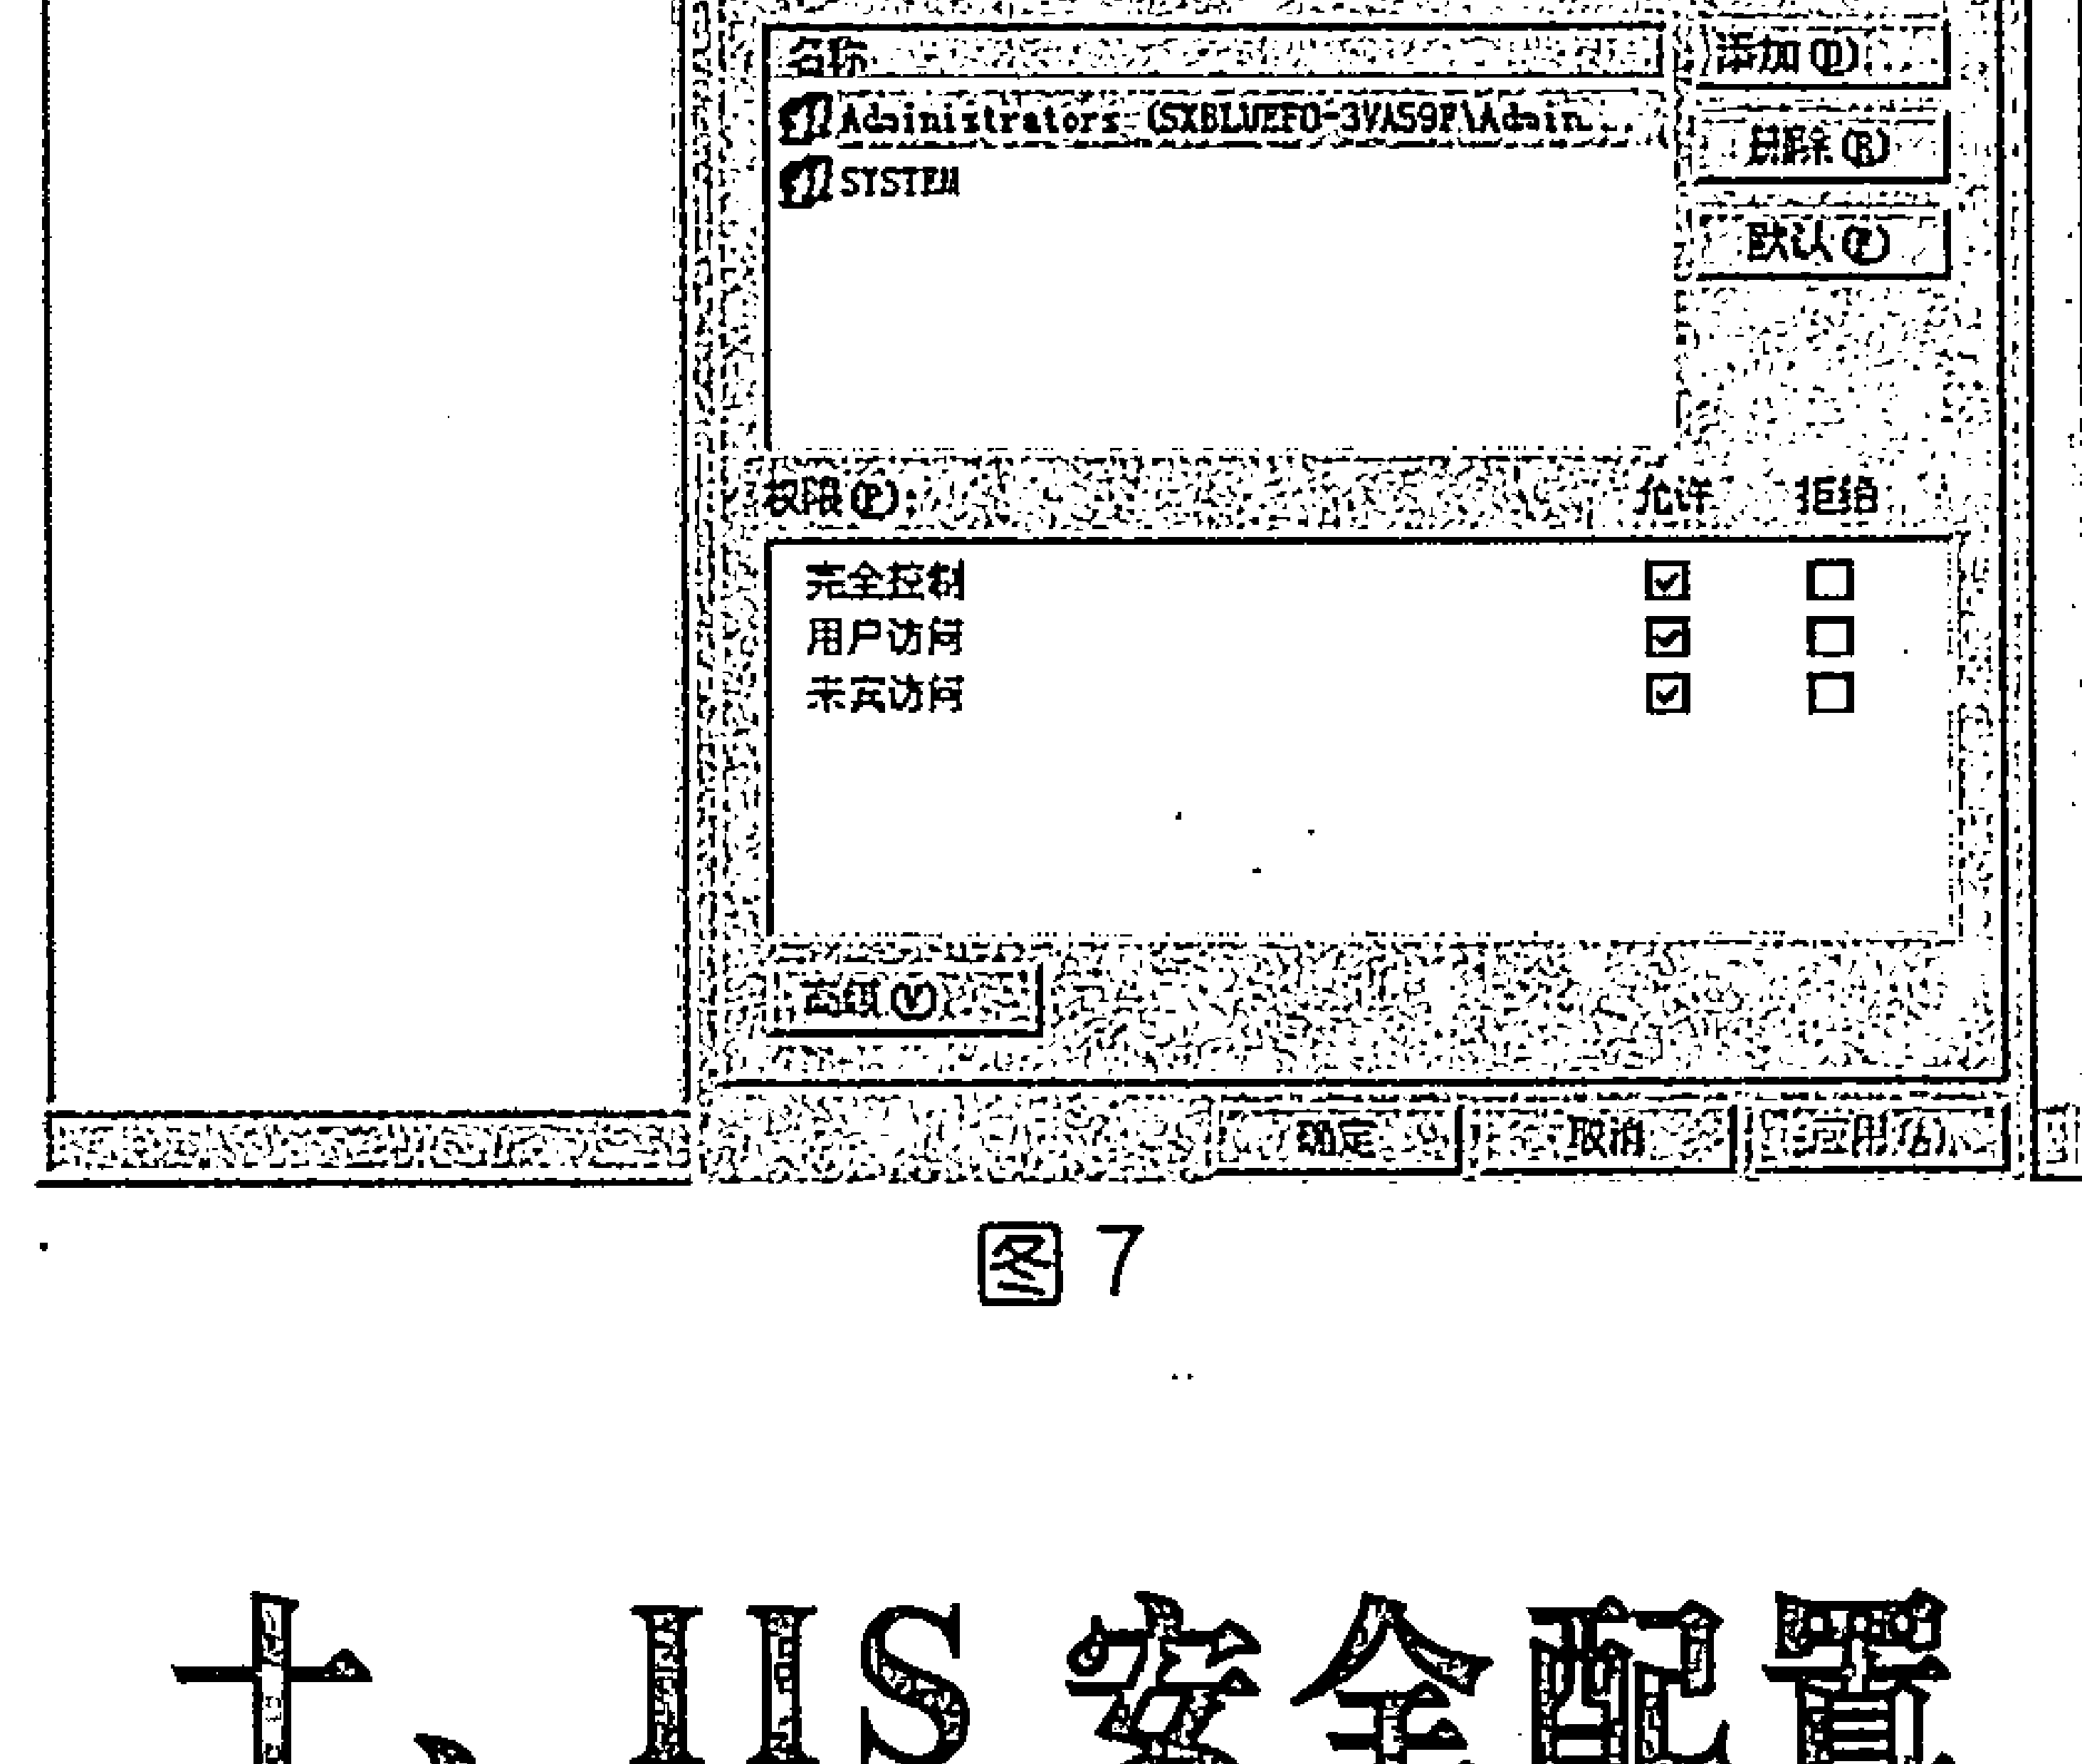 名称
添加(D)
Administrators (SXBLUEFO-3VAS9P\Admin...
删除(R)
SYSTEM
默认(F)
权限(P): 允许 拒绝
完全控制
用户访问
来宾访问
高级(V)
确定 取消 应用(A)
图 7
十、IIS 安全配置